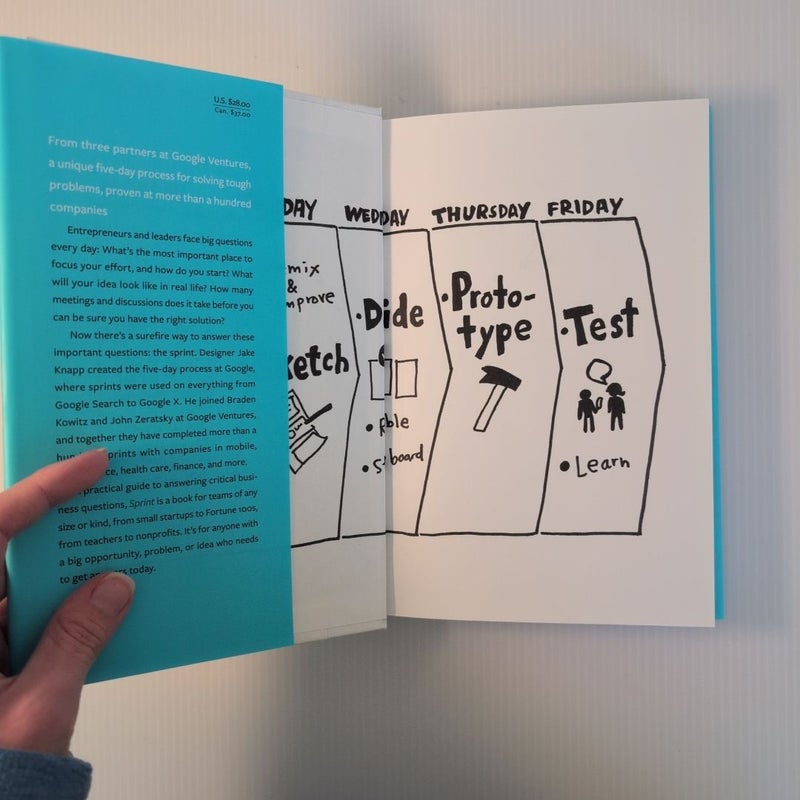 U.S. $28.00
Can. $37.00
From three partners at Google Ventures,
a unique five-day process for solving tough
problems, proven at more than a hundred
companies
Entrepreneurs and leaders face big questions
every day: What's the most important place to
focus your effort, and how do you start? What
will your idea look like in real life? How many
meetings and discussions does it take before you
can be sure you have the right solution?
Now there's a surefire way to answer these
important questions: the sprint. Designer Jake
Knapp created the five-day process at Google,
where sprints were used on everything from
Google Search to Google X. He joined Braden
Kowitz and John Zeratsky at Google Ventures,
and together they have completed more than a
prints with companies in mobile,
ce, health care, finance, and more.
practical guide to answering critical busi-
ness questions, Sprint is a book for teams of any
size or kind, from small startups to Fortune 100s,
from teachers to nonprofits. It's for anyone with
a big opportunity, problem, or idea who needs
to get today.
DAY
mix
&
mprove
ketch
WEDDAY
• Dide
• board
THURSDAY
• Proto-
type
FRIDAY
• Test
• Learn